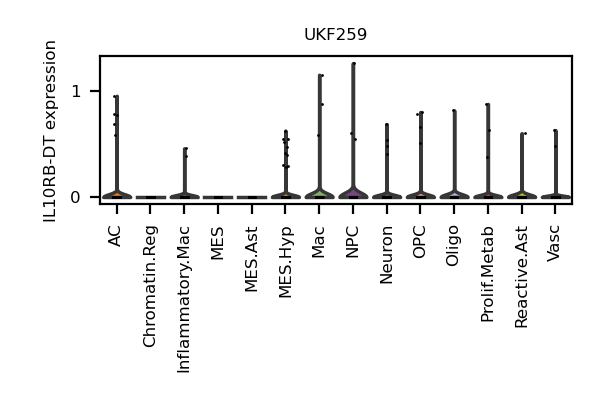 UKF259
IL10RB-DT expression
1
0
AC
Chromatin.Reg
Inflammatory.Mac
MES
MES.Ast
MES.Hyp
Mac
NPC
Neuron
OPC
Oligo
Prolif.Metab
Reactive.Ast
Vasc